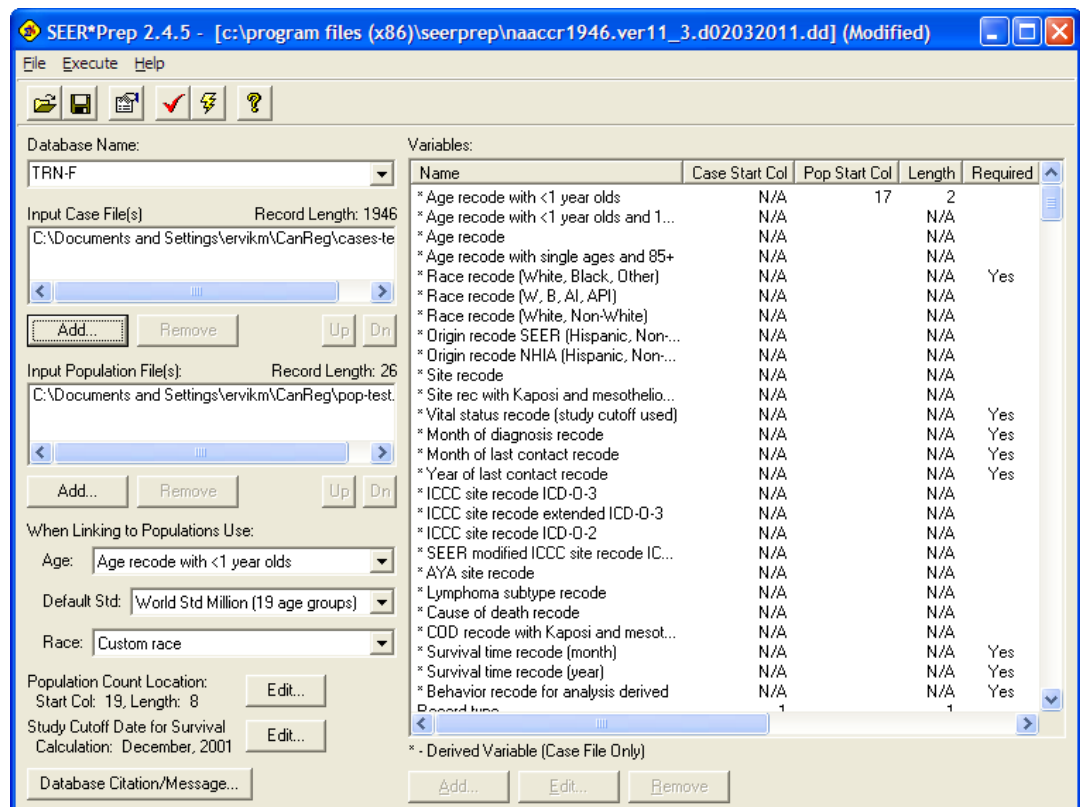 SEER*Prep 2.4.5 - [c:\program files (x86)\seerprep\naaccr1946.ver11_3.d02032011.dd] (Modified)
File Execute Help
Database Name:
TRN-F
Input Case File(s) Record Length: 1946
C:\Documents and Settings\ervikm\CanReg\cases-te
Add... Remove Up Dn
Input Population File(s): Record Length: 26
C:\Documents and Settings\ervikm\CanReg\pop-test.
Add... Remove Up Dn
When Linking to Populations Use:
Age: Age recode with <1 year olds
Default Std: World Std Million (19 age groups)
Race: Custom race
Population Count Location:
Start Col: 19, Length: 8
Edit...
Study Cutoff Date for Survival
Calculation: December, 2001
Edit...
Database Citation/Message...
Variables:
Name Case Start Col Pop Start Col Length Required
* Age recode with <1 year olds N/A 17 2
* Age recode with <1 year olds and 1... N/A N/A
* Age recode N/A N/A
* Age recode with single ages and 85+ N/A N/A
* Race recode (White, Black, Other) N/A N/A Yes
* Race recode (W, B, AI, API) N/A N/A
* Race recode (White, Non-White) N/A N/A
* Origin recode SEER (Hispanic, Non-... N/A N/A
* Origin recode NHIA (Hispanic, Non-... N/A N/A
* Site recode N/A N/A
* Site rec with Kaposi and mesothelio... N/A N/A
* Vital status recode (study cutoff used) N/A N/A Yes
* Month of diagnosis recode N/A N/A Yes
* Month of last contact recode N/A N/A Yes
* Year of last contact recode N/A N/A Yes
* ICCC site recode ICD-O-3 N/A N/A
* ICCC site recode extended ICD-O-3 N/A N/A
* ICCC site recode ICD-O-2 N/A N/A
* SEER modified ICCC site recode IC... N/A N/A
* AYA site recode N/A N/A
* Lymphoma subtype recode N/A N/A
* Cause of death recode N/A N/A
* COD recode with Kaposi and mesot... N/A N/A
* Survival time recode (month) N/A N/A Yes
* Survival time recode (year) N/A N/A Yes
* Behavior recode for analysis derived N/A N/A Yes
Record type 1 1
* - Derived Variable (Case File Only)
Add... Edit... Remove